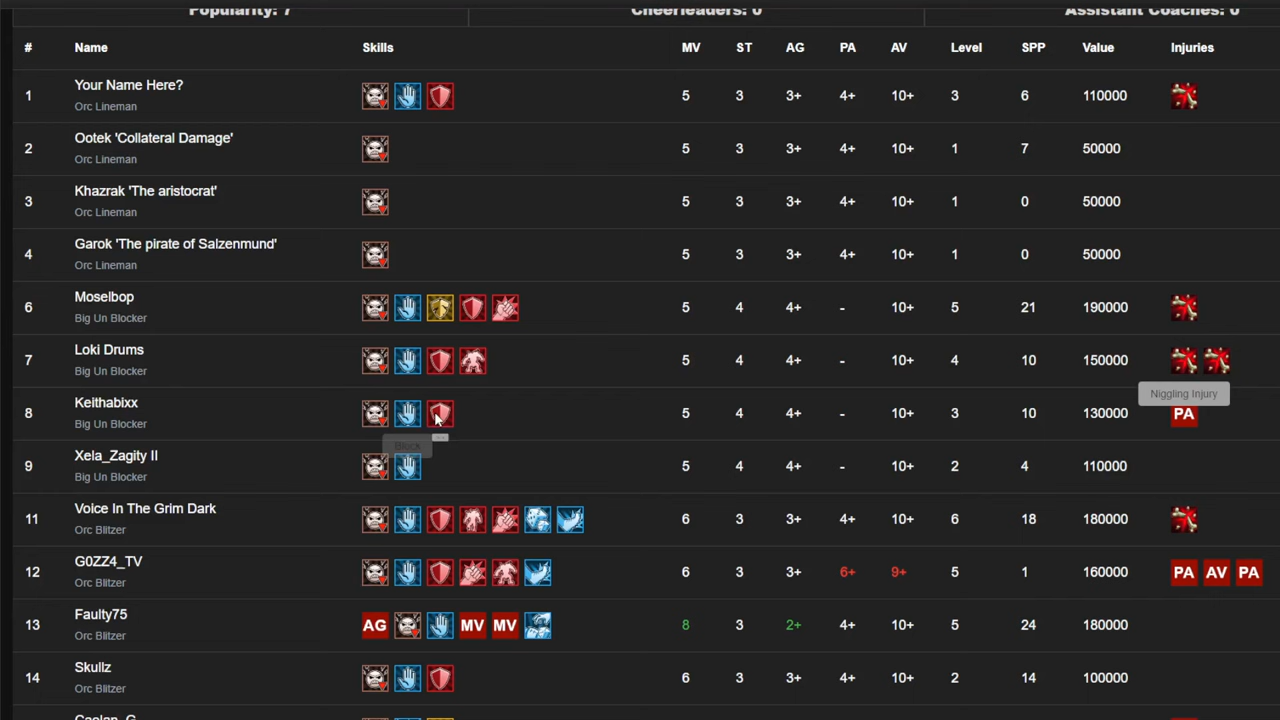 Popularity: 7 Cheerleaders: 0 Assistant Coaches: 0
# Name Skills MV ST AG PA AV Level SPP Value Injuries
1 Your Name Here? 5 3 3+ 4+ 10+ 3 6 110000
Orc Lineman
2 Ootek 'Collateral Damage' 5 3 3+ 4+ 10+ 1 7 50000
Orc Lineman
3 Khazrak 'The aristocrat' 5 3 3+ 4+ 10+ 1 0 50000
Orc Lineman
4 Garok 'The pirate of Salzenmund' 5 3 3+ 4+ 10+ 1 0 50000
Orc Lineman
6 Moselbop 5 4 4+ - 10+ 5 21 190000
Big Un Blocker
7 Loki Drums 5 4 4+ - 10+ 4 10 150000
Big Un Blocker
Niggling Injury
8 Keithabixx 5 4 4+ - 10+ 3 10 130000 PA
Big Un Blocker
Block
9 Xela_Zagity II 5 4 4+ - 10+ 2 4 110000
Big Un Blocker
11 Voice In The Grim Dark 6 3 3+ 4+ 10+ 6 18 180000
Orc Blitzer
12 G0ZZ4_TV 6 3 3+ 6+ 9+ 5 1 160000 PA AV PA
Orc Blitzer
13 Faulty75 AG MV MV 8 3 2+ 4+ 10+ 5 24 180000
Orc Blitzer
14 Skullz 6 3 3+ 4+ 10+ 2 14 100000
Orc Blitzer